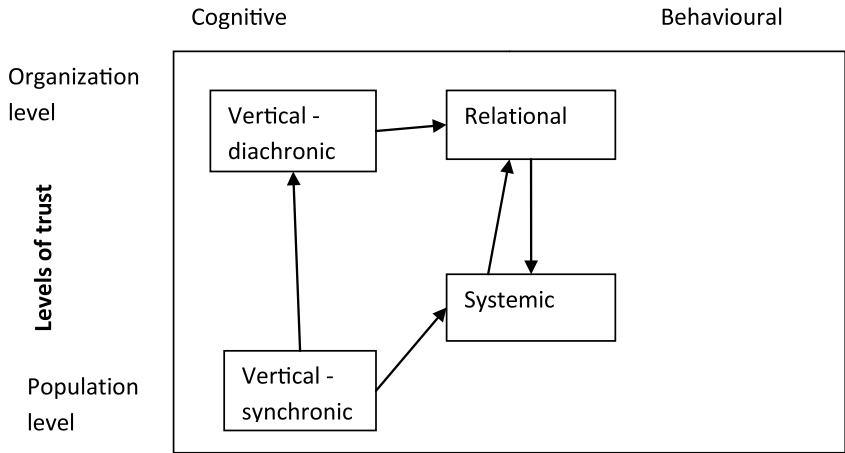 Cognitive
Behavioural
Organization
level
Vertical -
diachronic
Relational
Levels of trust
Systemic
Vertical -
synchronic
Population
level